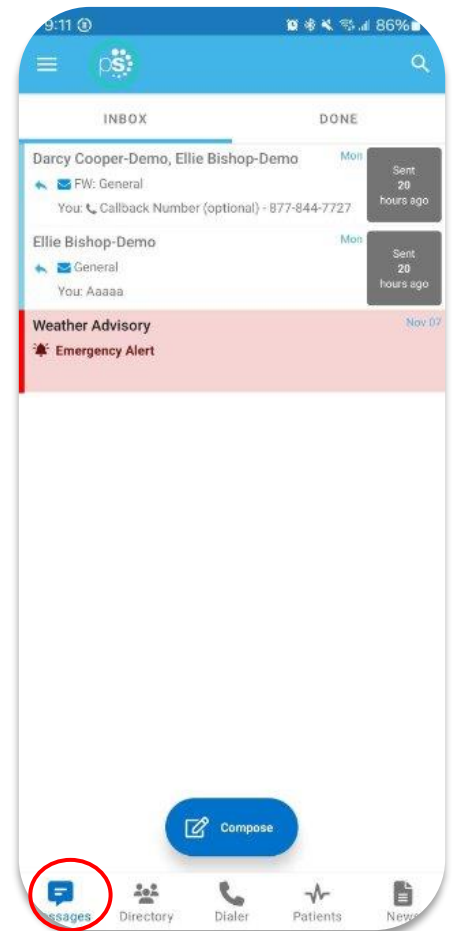 9:11
86%
ps
INBOX DONE
Darcy Cooper-Demo, Ellie Bishop-Demo Mon
FW: General
You: Callback Number (optional) - 877-844-7727
Sent
20
hours ago
Ellie Bishop-Demo Mon
General
You: Aaaaa
Sent
20
hours ago
Weather Advisory Nov 07
Emergency Alert
Compose
Directory Dialer Patients